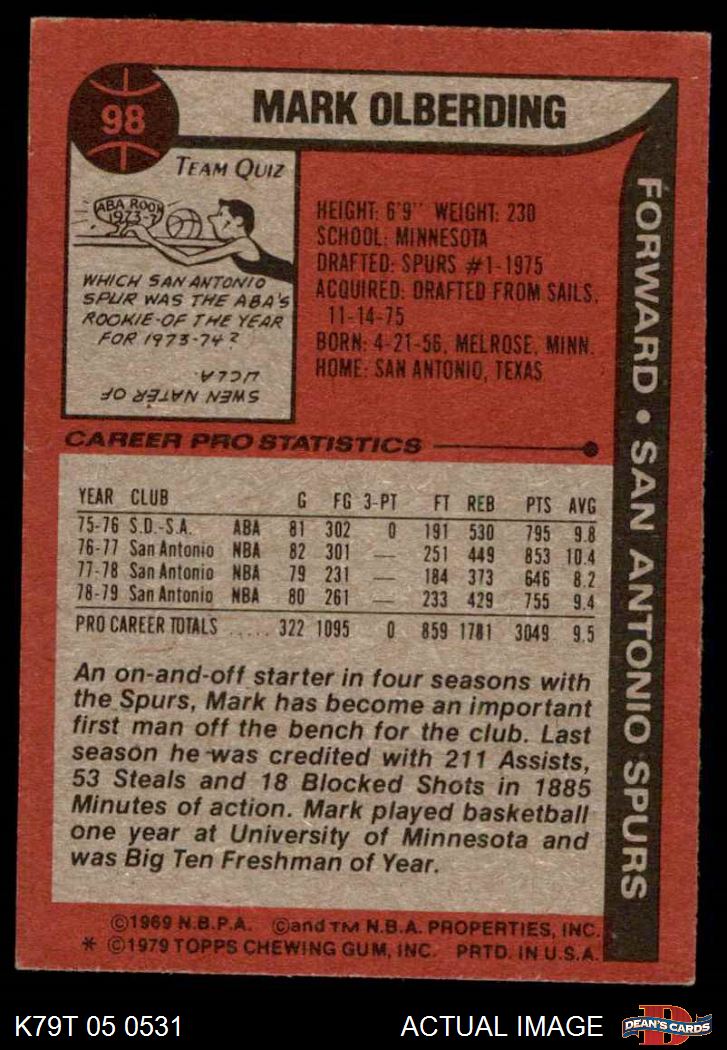 98
MARK OLBERDING
TEAM QUIZ
ABA ROOK
1973-7
WHICH SAN ANTONIO
SPUR WAS THE ABA'S
ROOKIE-OF THE YEAR
FOR 1973-74?
SWEN NATER OF
UCLA.
HEIGHT: 6'9" WEIGHT: 230
SCHOOL: MINNESOTA
DRAFTED: SPURS #1-1975
ACQUIRED: DRAFTED FROM SAILS,
11-14-75
BORN: 4-21-56, MELROSE, MINN.
HOME: SAN ANTONIO, TEXAS
FORWARD • SAN ANTONIO SPURS
CAREER PRO STATISTICS
YEAR CLUB G FG 3-PT FT REB PTS AVG
75-76 S.D.-S.A. ABA 81 302 0 191 530 795 9.8
76-77 San Antonio NBA 82 301 — 251 449 853 10.4
77-78 San Antonio NBA 79 231 — 184 373 646 8.2
78-79 San Antonio NBA 80 261 — 233 429 755 9.4
PRO CAREER TOTALS ..... 322 1095 0 859 1781 3049 9.5
An on-and-off starter in four seasons with
the Spurs, Mark has become an important
first man off the bench for the club. Last
season he was credited with 211 Assists,
53 Steals and 18 Blocked Shots in 1885
Minutes of action. Mark played basketball
one year at University of Minnesota and
was Big Ten Freshman of Year.
©1969 N.B.P.A. ©and TM N.B.A. PROPERTIES, INC.
* ©1979 TOPPS CHEWING GUM, INC. PRTD. IN U.S.A.
K79T 05 0531
ACTUAL IMAGE
D
DEAN'S CARDS